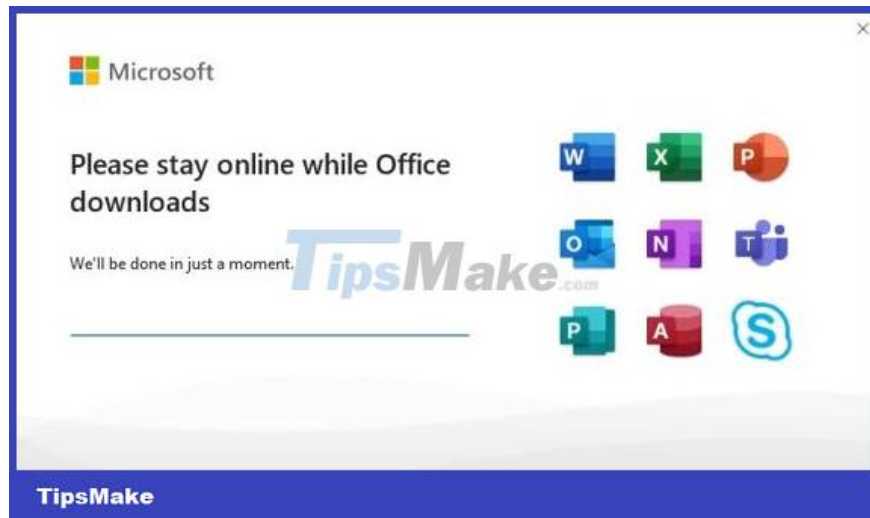 Microsoft
Please stay online while Office
downloads
We'll be done in just a moment.
TipsMake.com
W
X
P
O
N
T
P
A
S
TipsMake